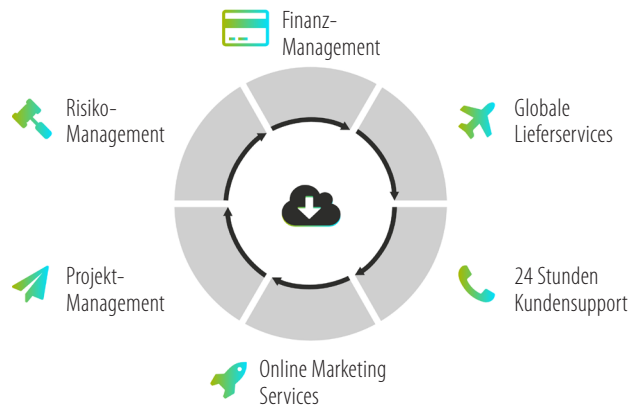 Finanz-
Management
Globale
Lieferservices
24 Stunden
Kundensupport
Online Marketing
Services
Projekt-
Management
Risiko-
Management